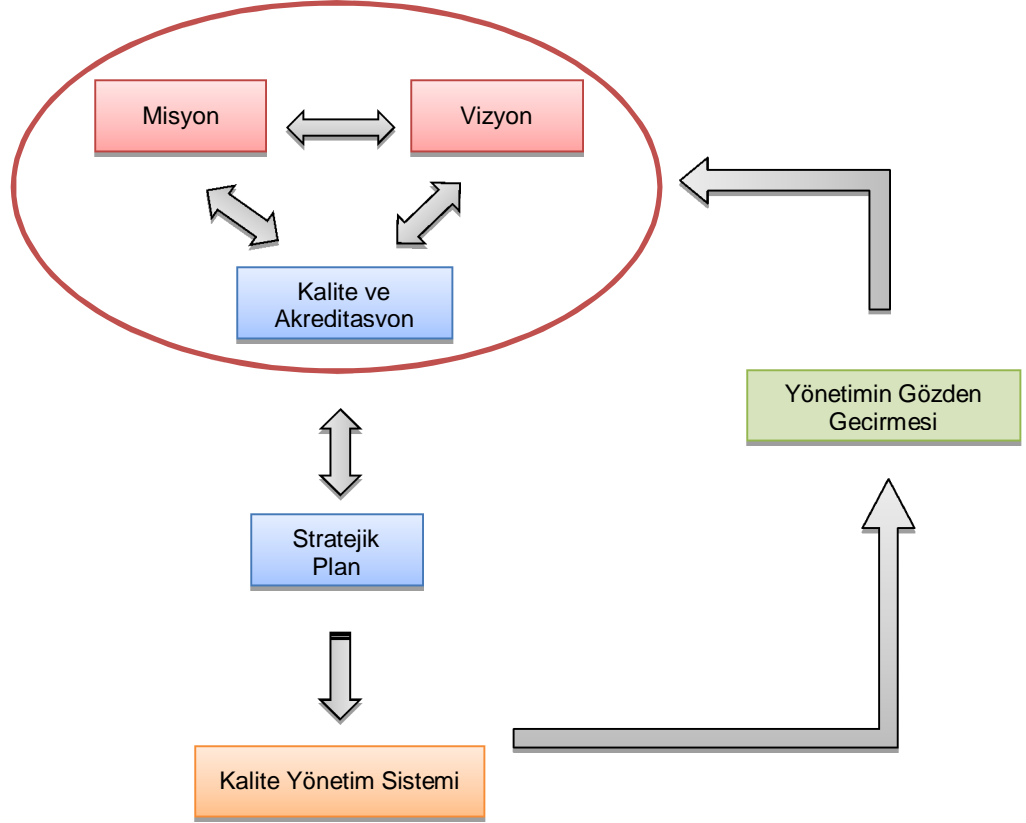 Misyon
Vizyon
Kalite ve
Akreditasvon
Yönetimin Gözden
Gecirmesi
Stratejik
Plan
Kalite Yönetim Sistemi